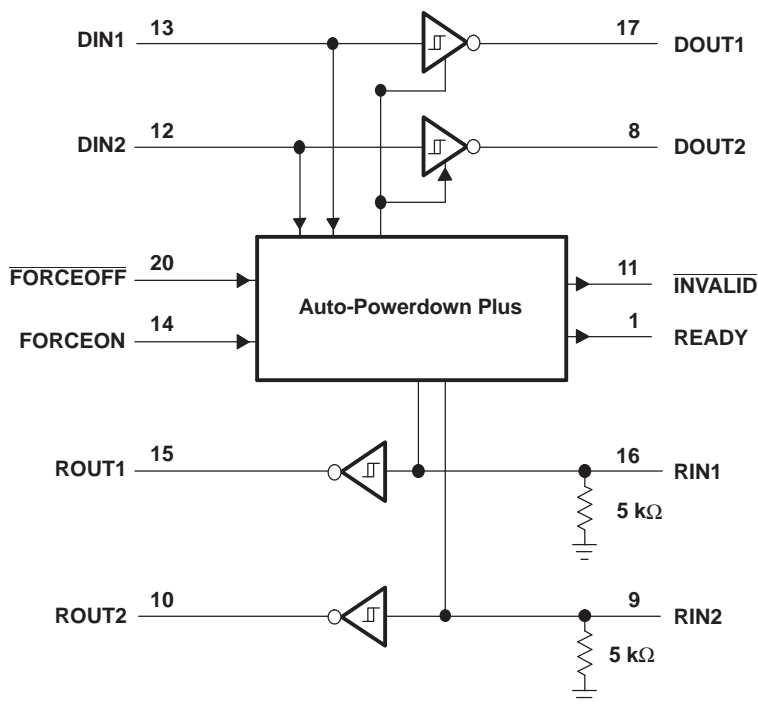 DIN1 13 17 DOUT1
DIN2 12 8 DOUT2
FORCEOFF 20 11 INVALID
Auto-Powerdown Plus
FORCEON 14 1 READY
ROUT1 15 16 RIN1
5 kΩ
ROUT2 10 9 RIN2
5 kΩ